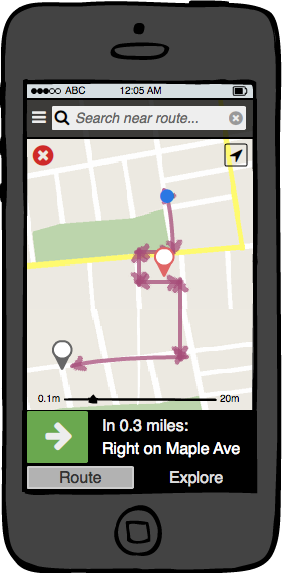 ABC 12:05 AM
Search near route...
0.1m 20m
In 0.3 miles:
Right on Maple Ave
Route Explore